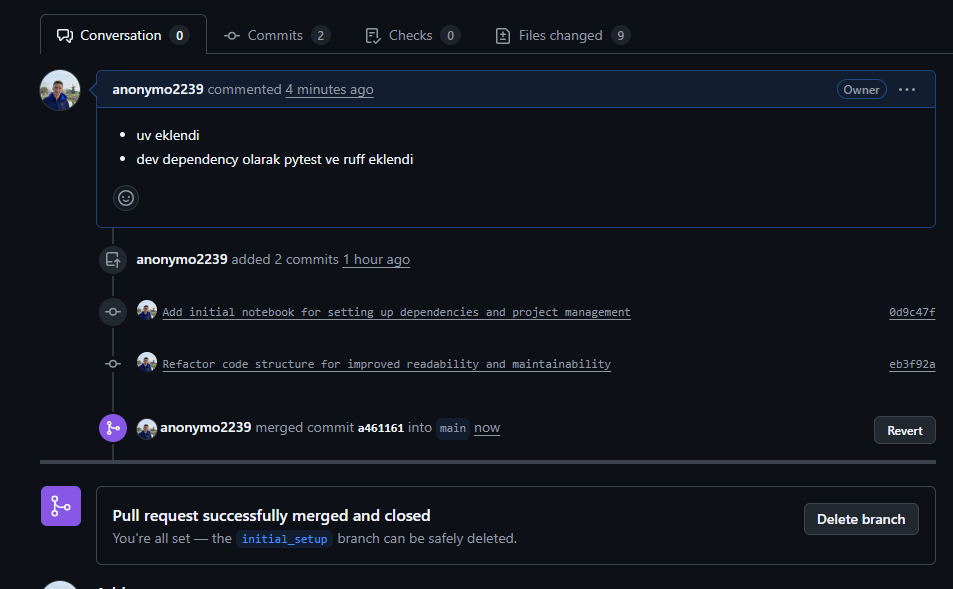 Conversation 0 Commits 2 Checks 0 Files changed 9
anonymo2239 commented 4 minutes ago Owner
uv eklendi
dev dependency olarak pytest ve ruff eklendi
anonymo2239 added 2 commits 1 hour ago
Add initial notebook for setting up dependencies and project management 0d9c47f
Refactor code structure for improved readability and maintainability eb3f92a
anonymo2239 merged commit a461161 into main now Revert
Pull request successfully merged and closed
You're all set — the initial_setup branch can be safely deleted.
Delete branch